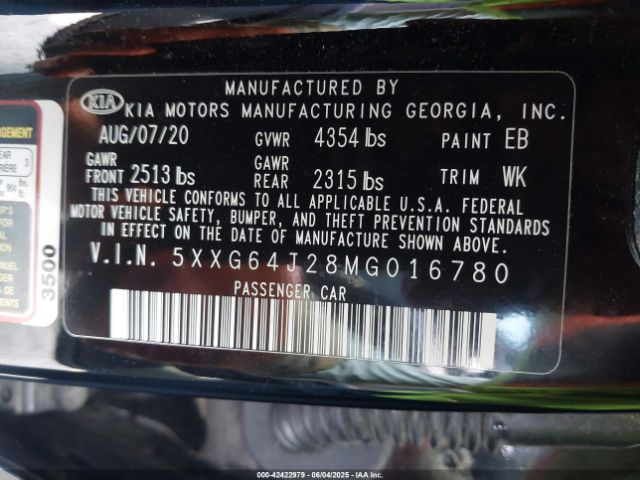 MANUFACTURED BY
KIA KIA MOTORS MANUFACTURING GEORGIA, INC.
AUG/07/20 GVWR 4354 lbs PAINT EB
GAWR FRONT 2513 lbs GAWR REAR 2315 lbs TRIM WK
THIS VEHICLE CONFORMS TO ALL APPLICABLE U.S.A. FEDERAL
MOTOR VEHICLE SAFETY, BUMPER, AND THEFT PREVENTION STANDARDS
IN EFFECT ON THE DATE OF MANUFACTURE SHOWN ABOVE.
V.I.N. 5XXG64J28MG016780
PASSENGER CAR
3500
3
000-42422979 | 06/04/2025 | IAAI.COM